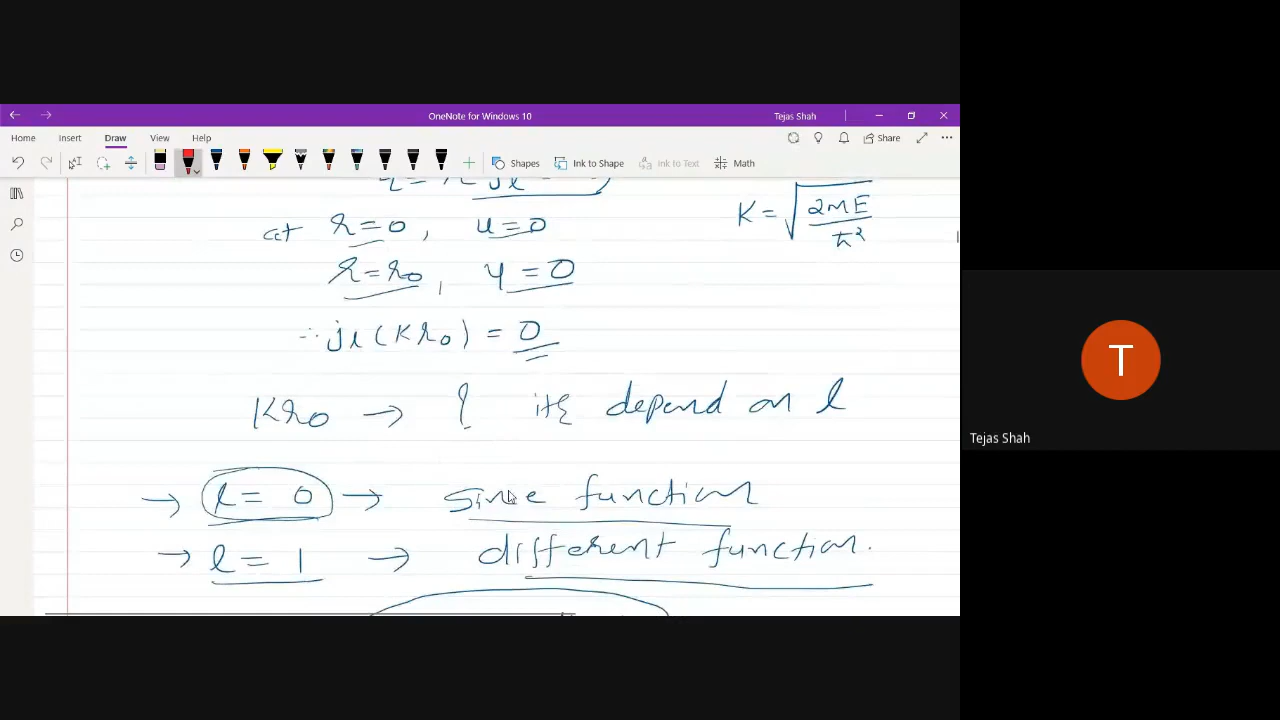 OneNote for Windows 10
Tejas Shah
Home Insert Draw View Help
Share
Shapes Ink to Shape Ink to Text Math
K = √(2mE/ħ²)
at r=0, u=0
r=r₀, u=0
∴ jl(Kr₀) = 0
Kr₀ → its depend on l
→ l = 0 → sine function
→ l = 1 → different function.
T
Tejas Shah